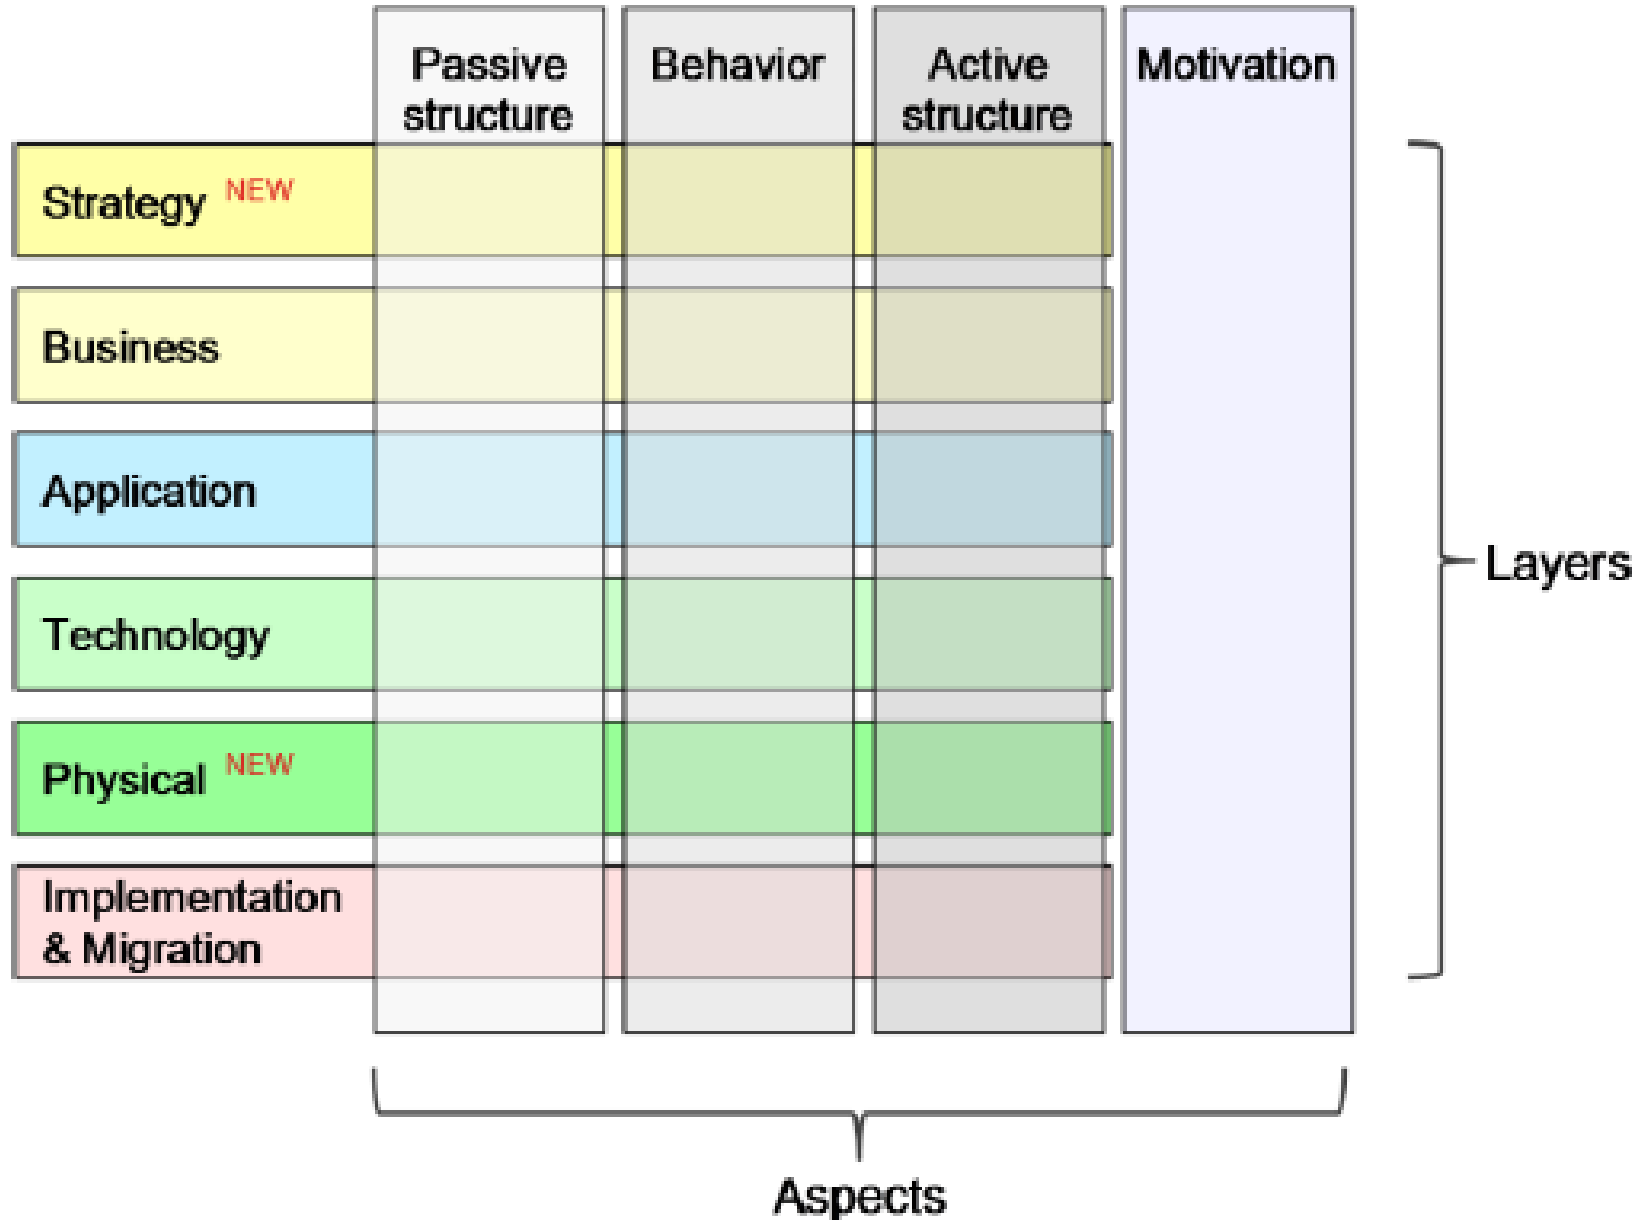 Passive
structure
Behavior
Active
structure
Motivation
Strategy NEW
Business
Application
Layers
Technology
Physical NEW
Implementation
& Migration
Aspects